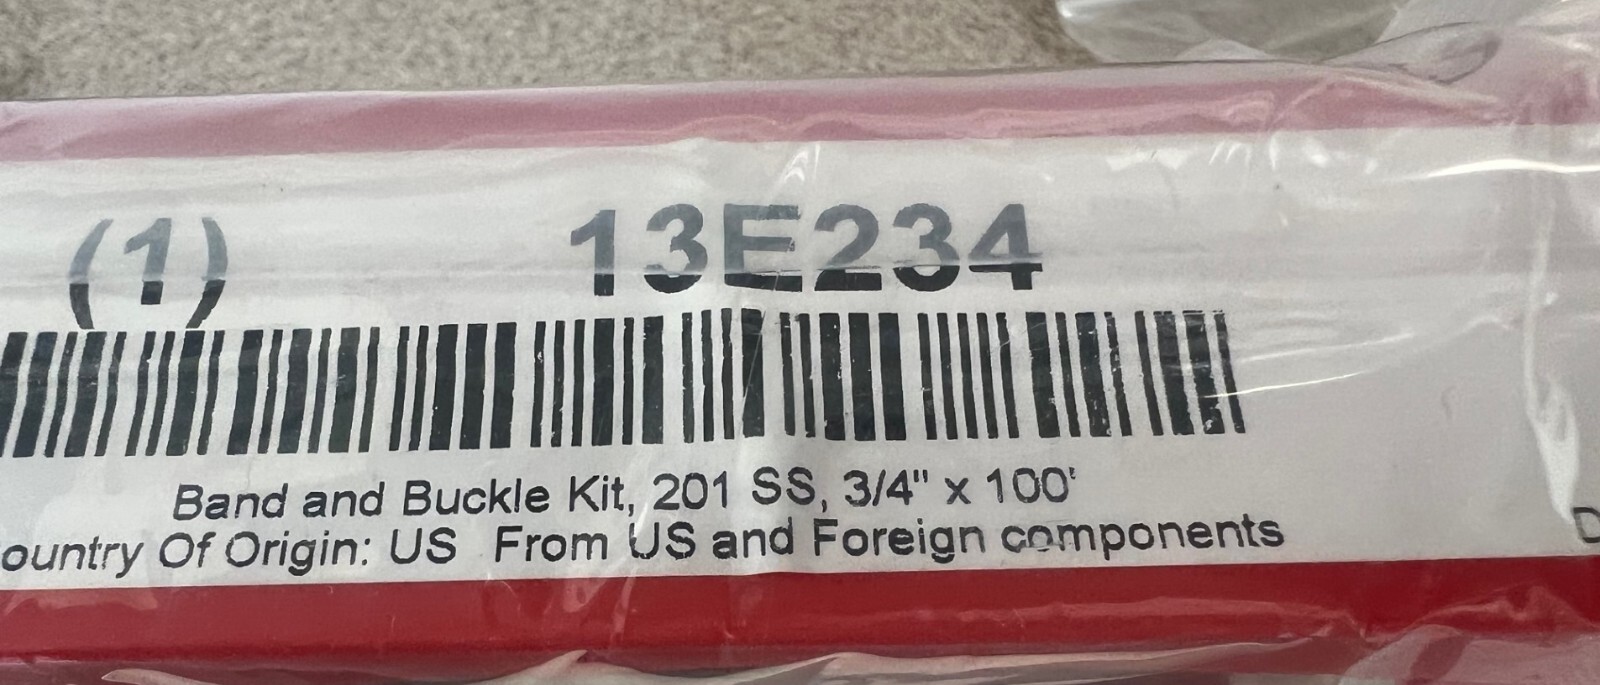 (1) 13E234
Band and Buckle Kit, 201 SS, 3/4" x 100'
ountry Of Origin: US From US and Foreign components
D